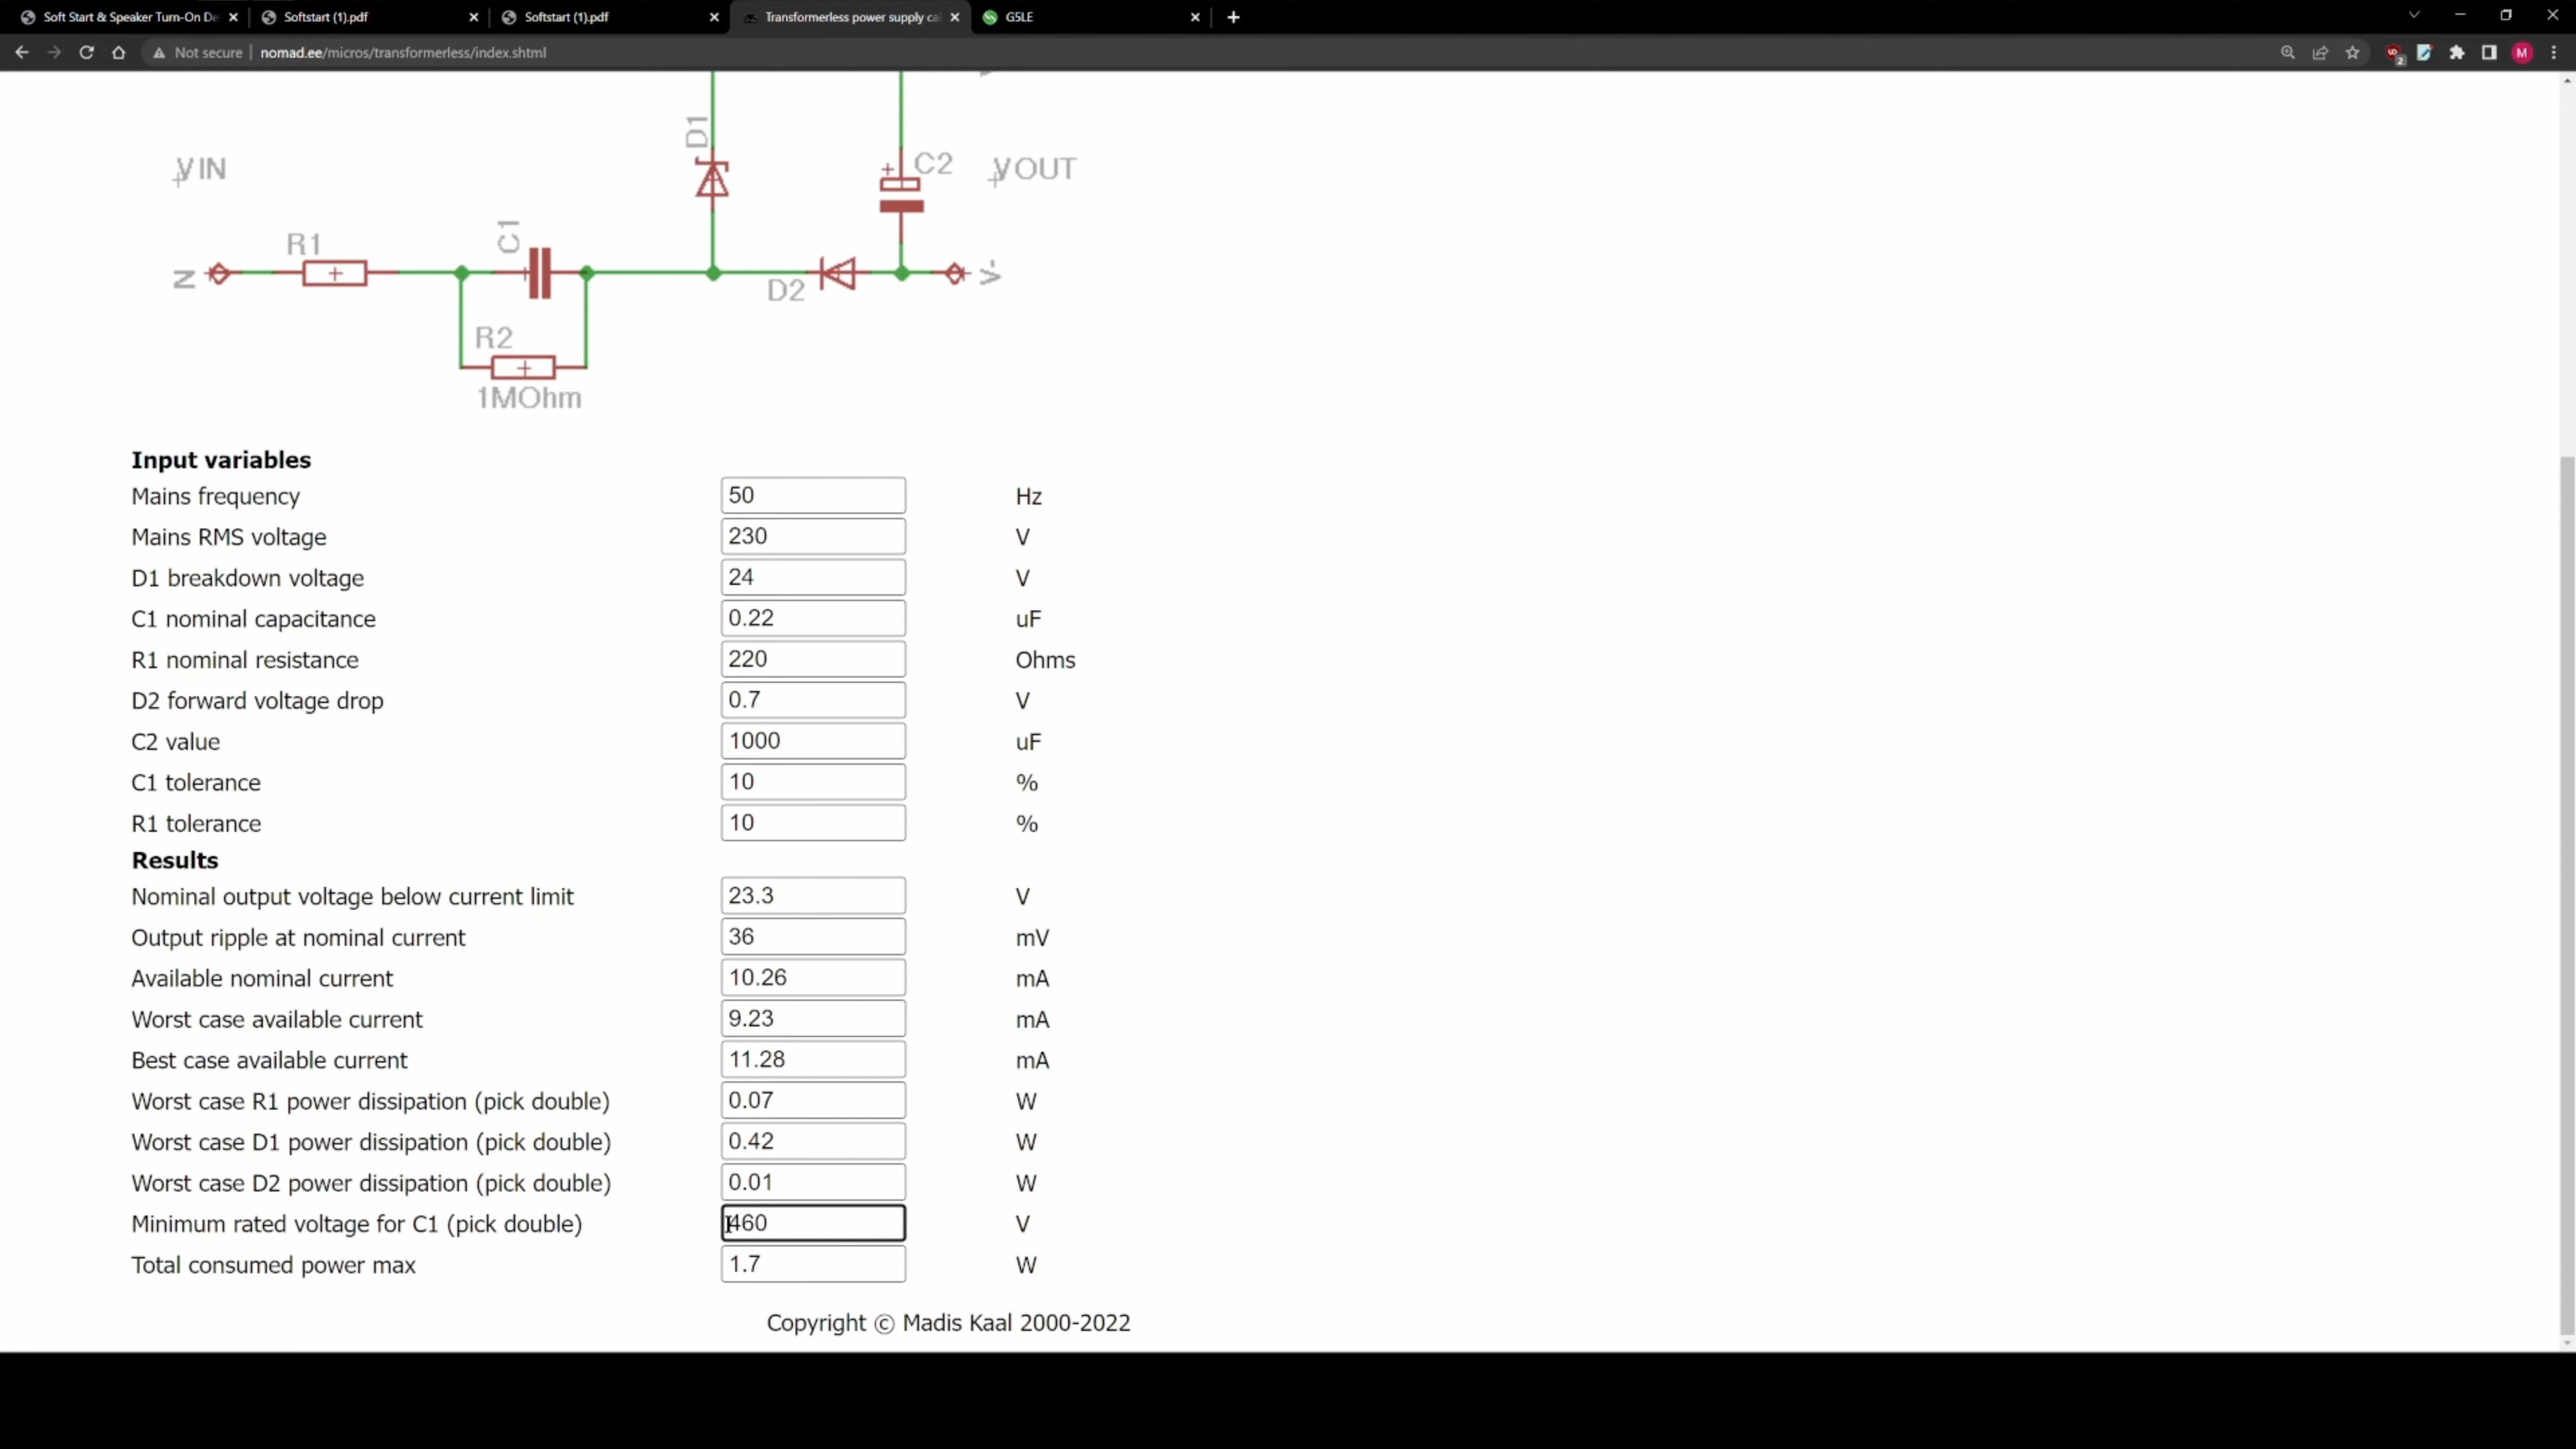 Soft Start & Speaker Turn-On De
Softstart (1).pdf
Softstart (1).pdf
Transformerless power supply ca
G5LE
Not secure
nomad.ee/micros/transformerless/index.shtml
2
M
D1
C2
VIN
VOUT
R1
C1
N
D2
V-
R2
1MOhm
Input variables
Mains frequency 50 Hz
Mains RMS voltage 230 V
D1 breakdown voltage 24 V
C1 nominal capacitance 0.22 uF
R1 nominal resistance 220 Ohms
D2 forward voltage drop 0.7 V
C2 value 1000 uF
C1 tolerance 10 %
R1 tolerance 10 %
Results
Nominal output voltage below current limit 23.3 V
Output ripple at nominal current 36 mV
Available nominal current 10.26 mA
Worst case available current 9.23 mA
Best case available current 11.28 mA
Worst case R1 power dissipation (pick double) 0.07 W
Worst case D1 power dissipation (pick double) 0.42 W
Worst case D2 power dissipation (pick double) 0.01 W
Minimum rated voltage for C1 (pick double) 460 V
Total consumed power max 1.7 W
Copyright © Madis Kaal 2000-2022